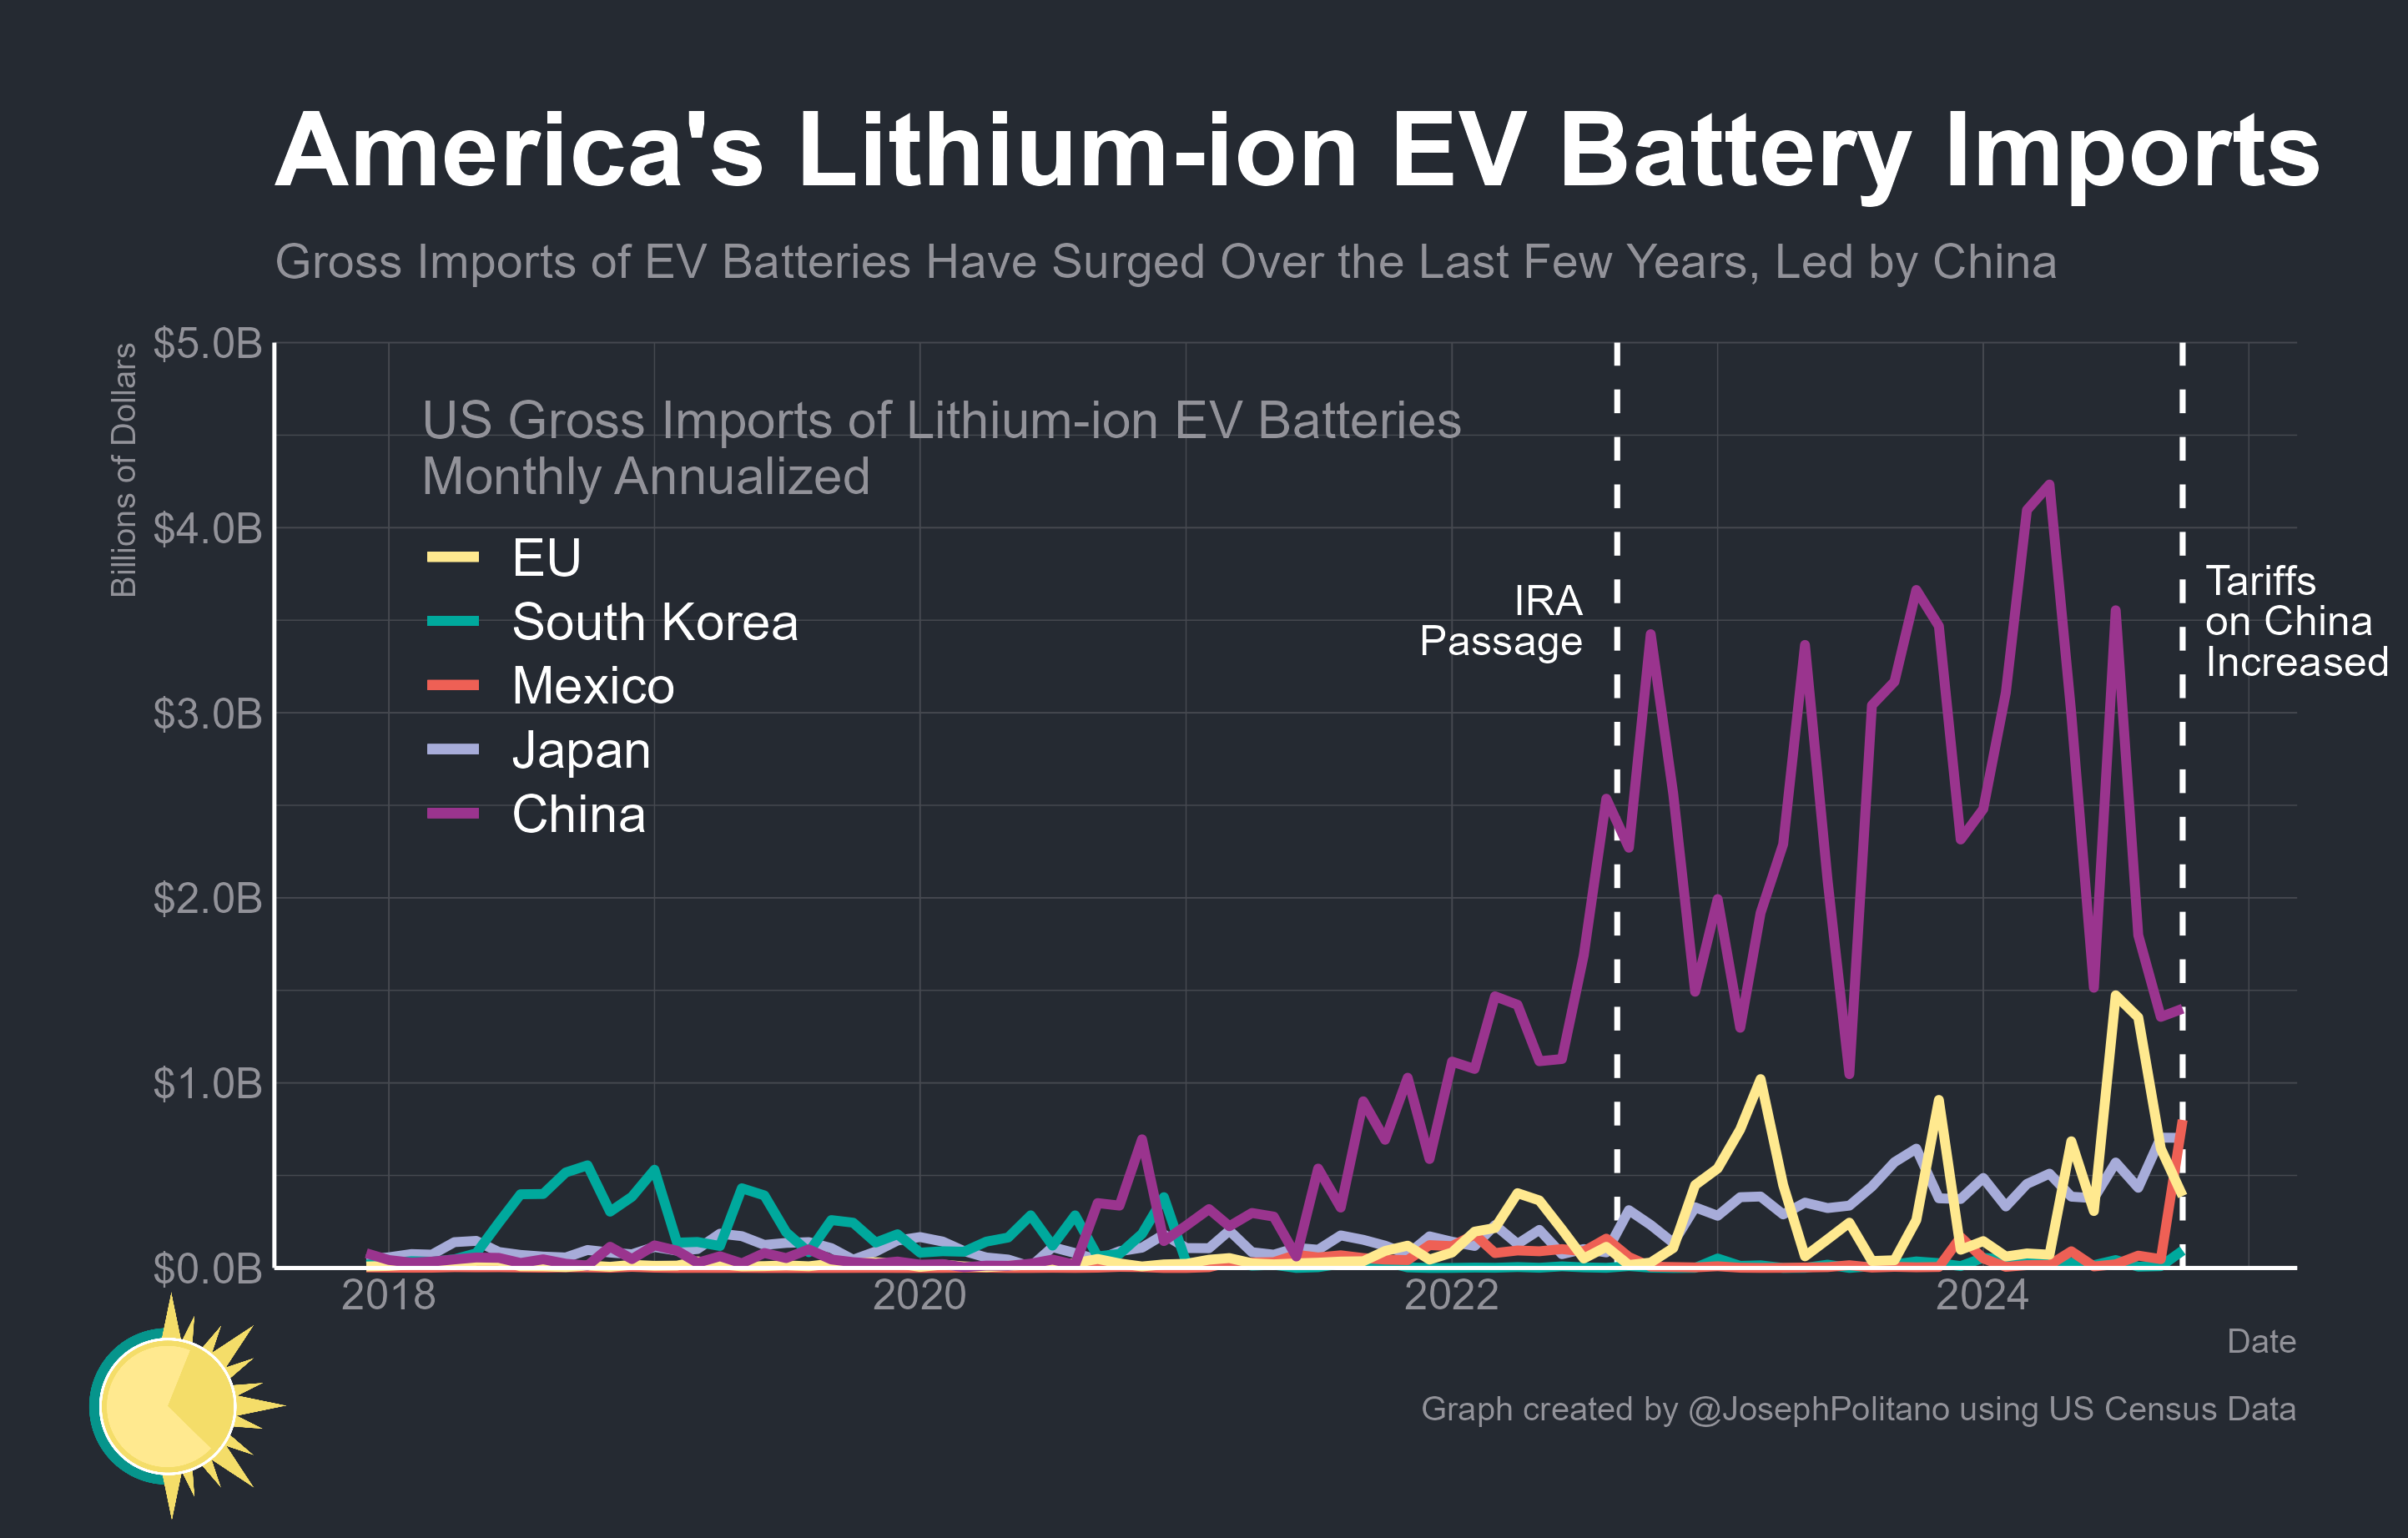 America's Lithium-ion EV Battery Imports
Gross Imports of EV Batteries Have Surged Over the Last Few Years, Led by China
Billions of Dollars
$5.0B
$4.0B
$3.0B
$2.0B
$1.0B
$0.0B
US Gross Imports of Lithium-ion EV Batteries
Monthly Annualized
EU
South Korea
Mexico
Japan
China
IRA
Passage
Tariffs
on China
Increased
2018
2020
2022
2024
Date
Graph created by @JosephPolitano using US Census Data